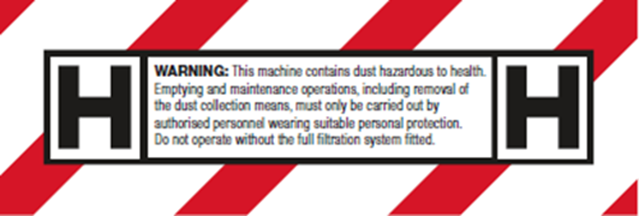 H
WARNING: This machine contains dust hazardous to health.
Emptying and maintenance operations, including removal of
the dust collection means, must only be carried out by
authorised personnel wearing suitable personal protection.
Do not operate without the full filtration system fitted.
H